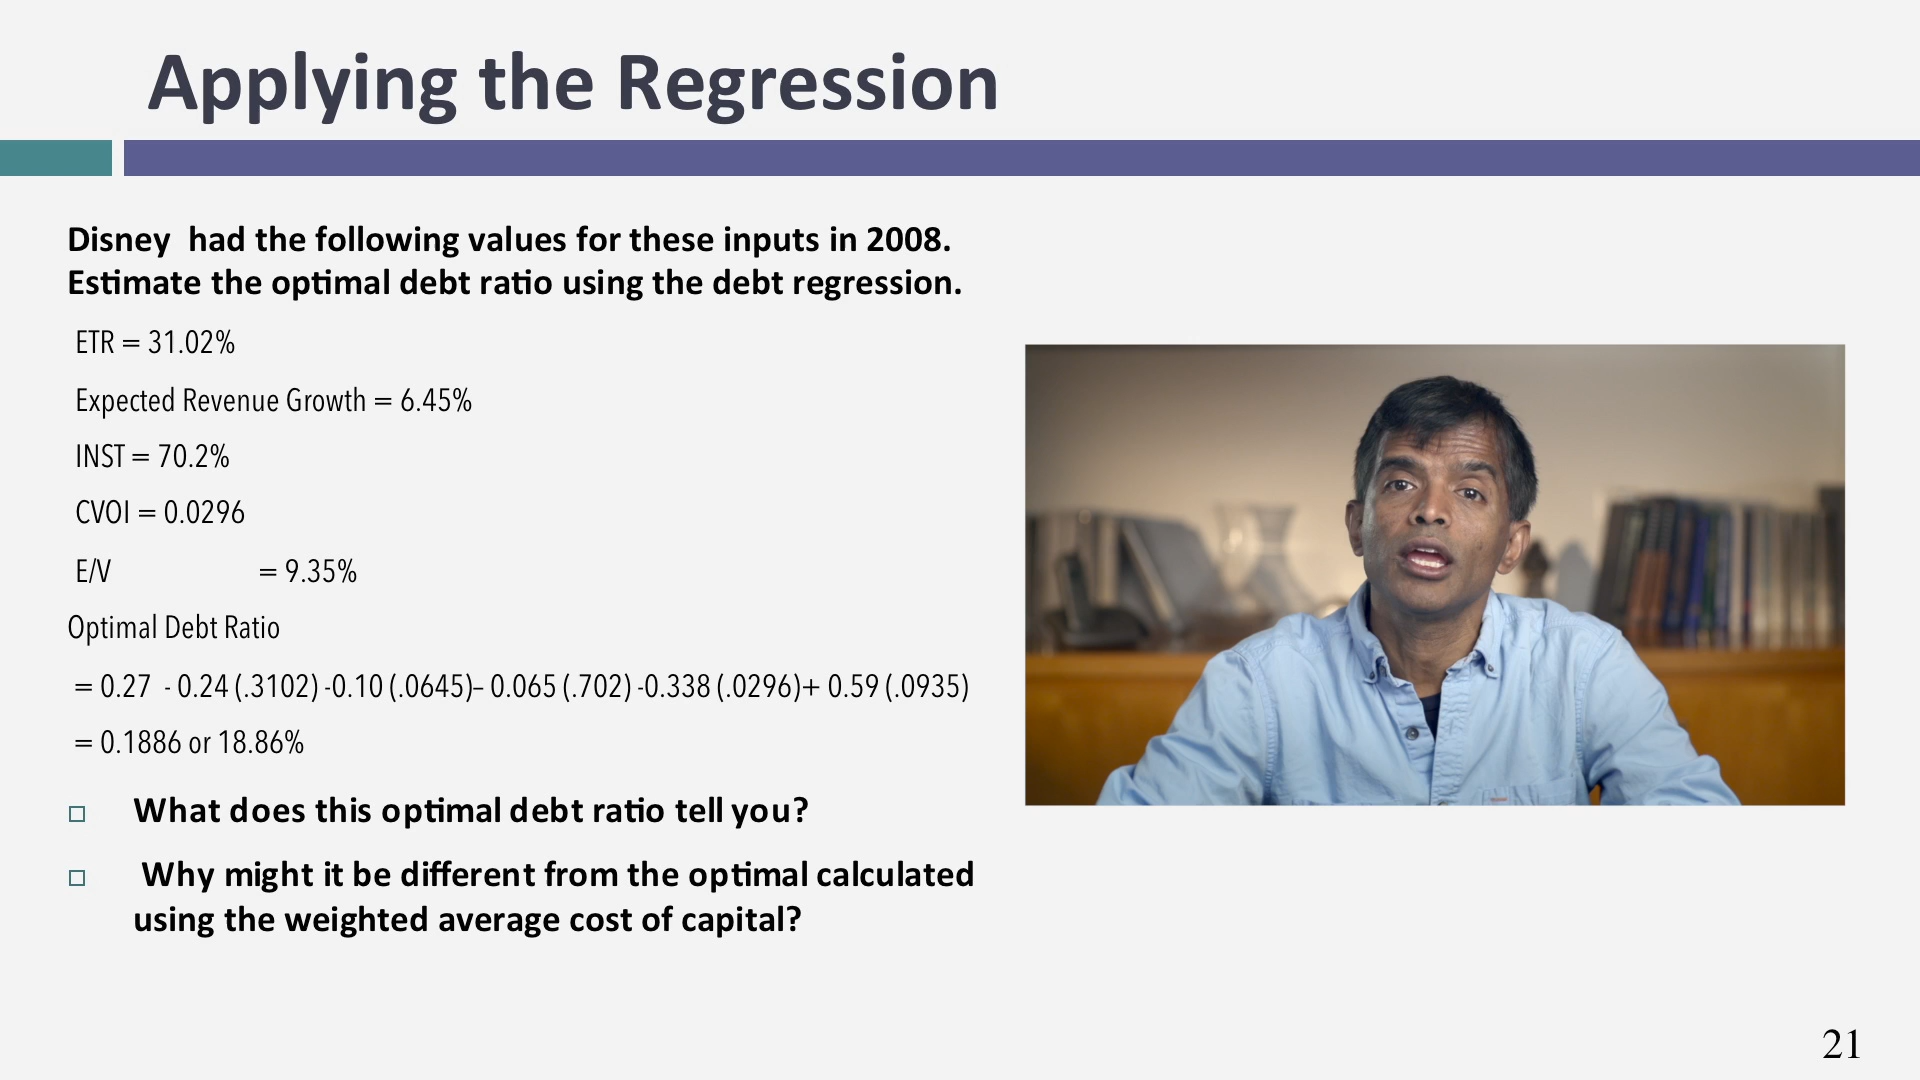 Applying the Regression
Disney had the following values for these inputs in 2008.
Estimate the optimal debt ratio using the debt regression.
ETR = 31.02%
Expected Revenue Growth = 6.45%
INST = 70.2%
CVOI = 0.0296
E/V = 9.35%
Optimal Debt Ratio
= 0.27 - 0.24 (.3102) -0.10 (.0645)– 0.065 (.702) -0.338 (.0296)+ 0.59 (.0935)
= 0.1886 or 18.86%
What does this optimal debt ratio tell you?
Why might it be different from the optimal calculated
using the weighted average cost of capital?
21